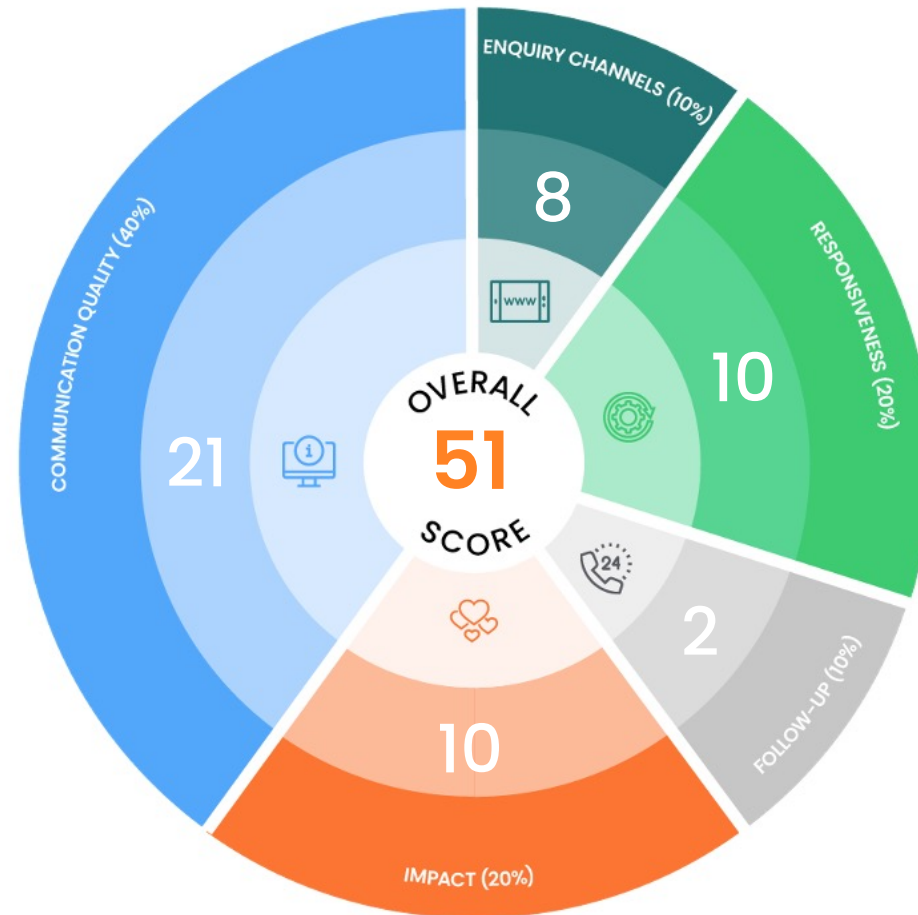 ENQUIRY CHANNELS (10%)
8
www
RESPONSIVENESS (20%)
10
FOLLOW-UP (10%)
2
24
IMPACT (20%)
10
COMMUNICATION QUALITY (40%)
21
i
OVERALL
51
SCORE